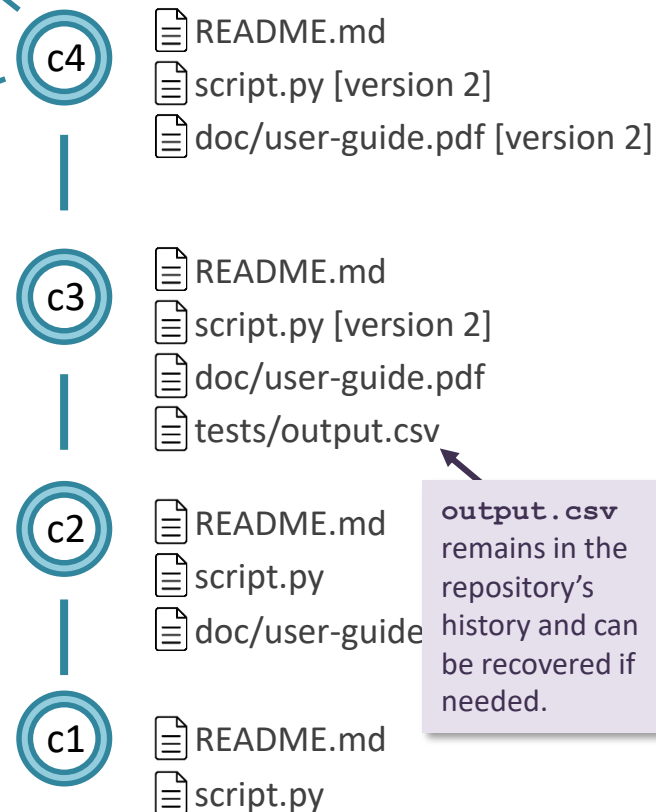 c4
README.md
script.py [version 2]
doc/user-guide.pdf [version 2]
c3
README.md
script.py [version 2]
doc/user-guide.pdf
tests/output.csv
c2
README.md
script.py
doc/user-guide
output.csv
remains in the
repository’s
history and can
be recovered if
needed.
c1
README.md
script.py